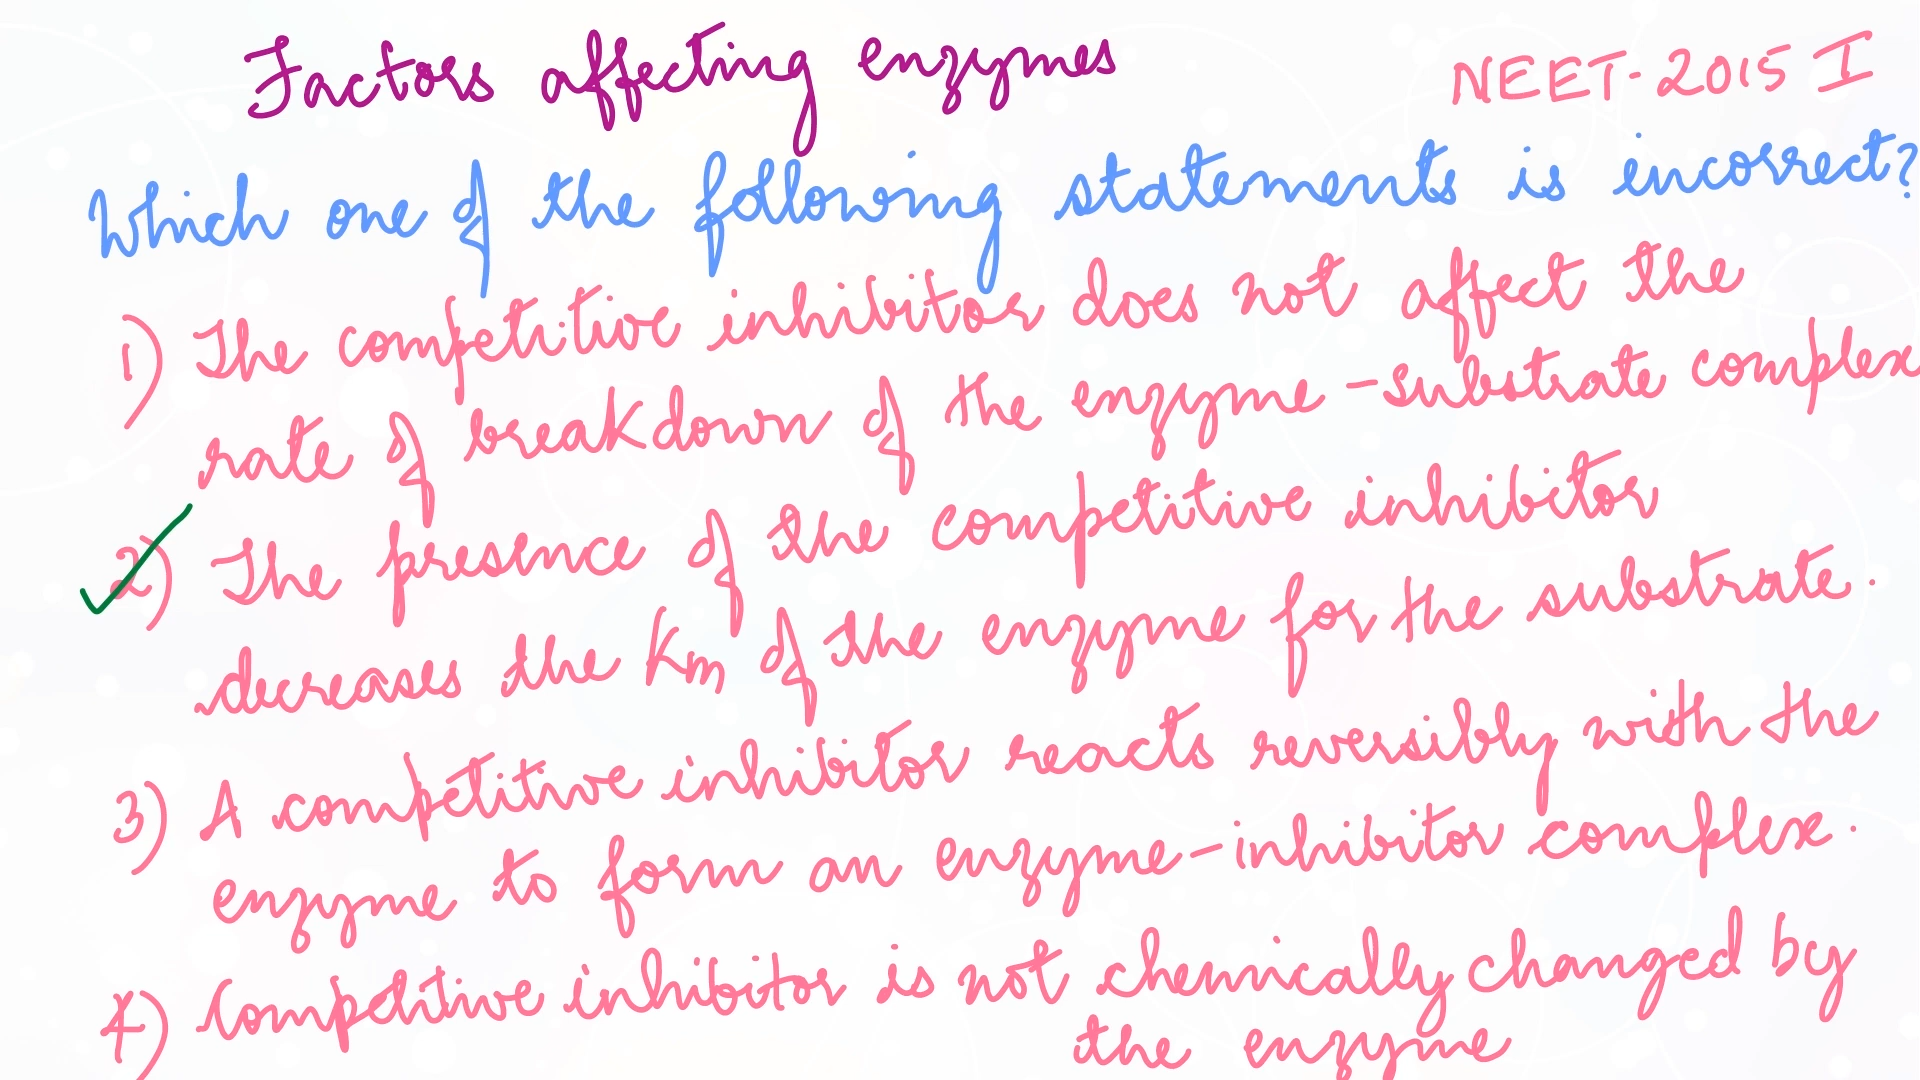 Factors affecting enzymes
NEET-2015 I
Which one of the following statements is incorrect?
1) The competitive inhibitor does not affect the
rate of breakdown of the enzyme-substrate complex
2) The presence of the competitive inhibitor
decreases the Km of the enzyme for the substrate.
3) A competitive inhibitor reacts reversibly with the
enzyme to form an enzyme-inhibitor complex.
4) Competitive inhibitor is not chemically changed by
the enzyme